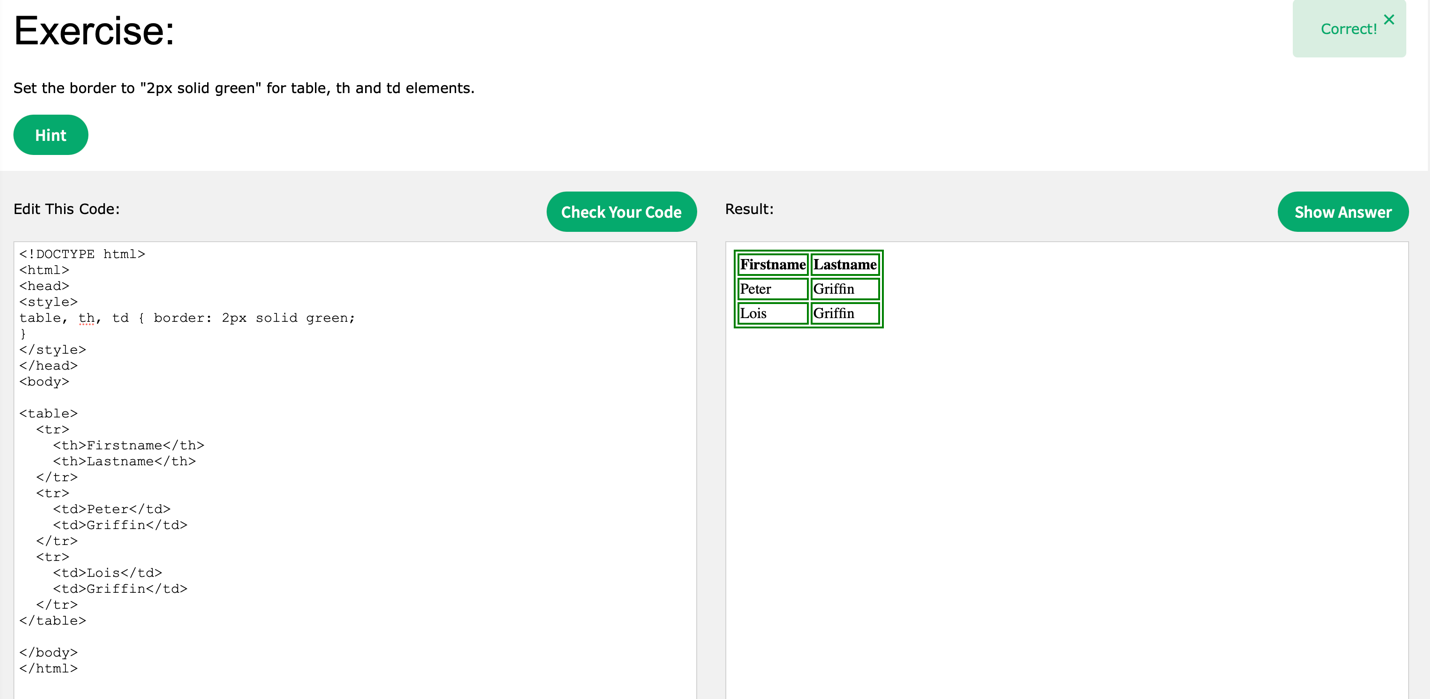 Exercise:
Correct! ×
Set the border to "2px solid green" for table, th and td elements.
Hint
Edit This Code:
Check Your Code
<!DOCTYPE html>
<html>
<head>
<style>
table, th, td { border: 2px solid green;
}
</style>
</head>
<body>
<table>
  <tr>
    <th>Firstname</th>
    <th>Lastname</th>
  </tr>
  <tr>
    <td>Peter</td>
    <td>Griffin</td>
  </tr>
  <tr>
    <td>Lois</td>
    <td>Griffin</td>
  </tr>
</table>
</body>
</html>
Result:
Show Answer
Firstname Lastname
Peter Griffin
Lois Griffin